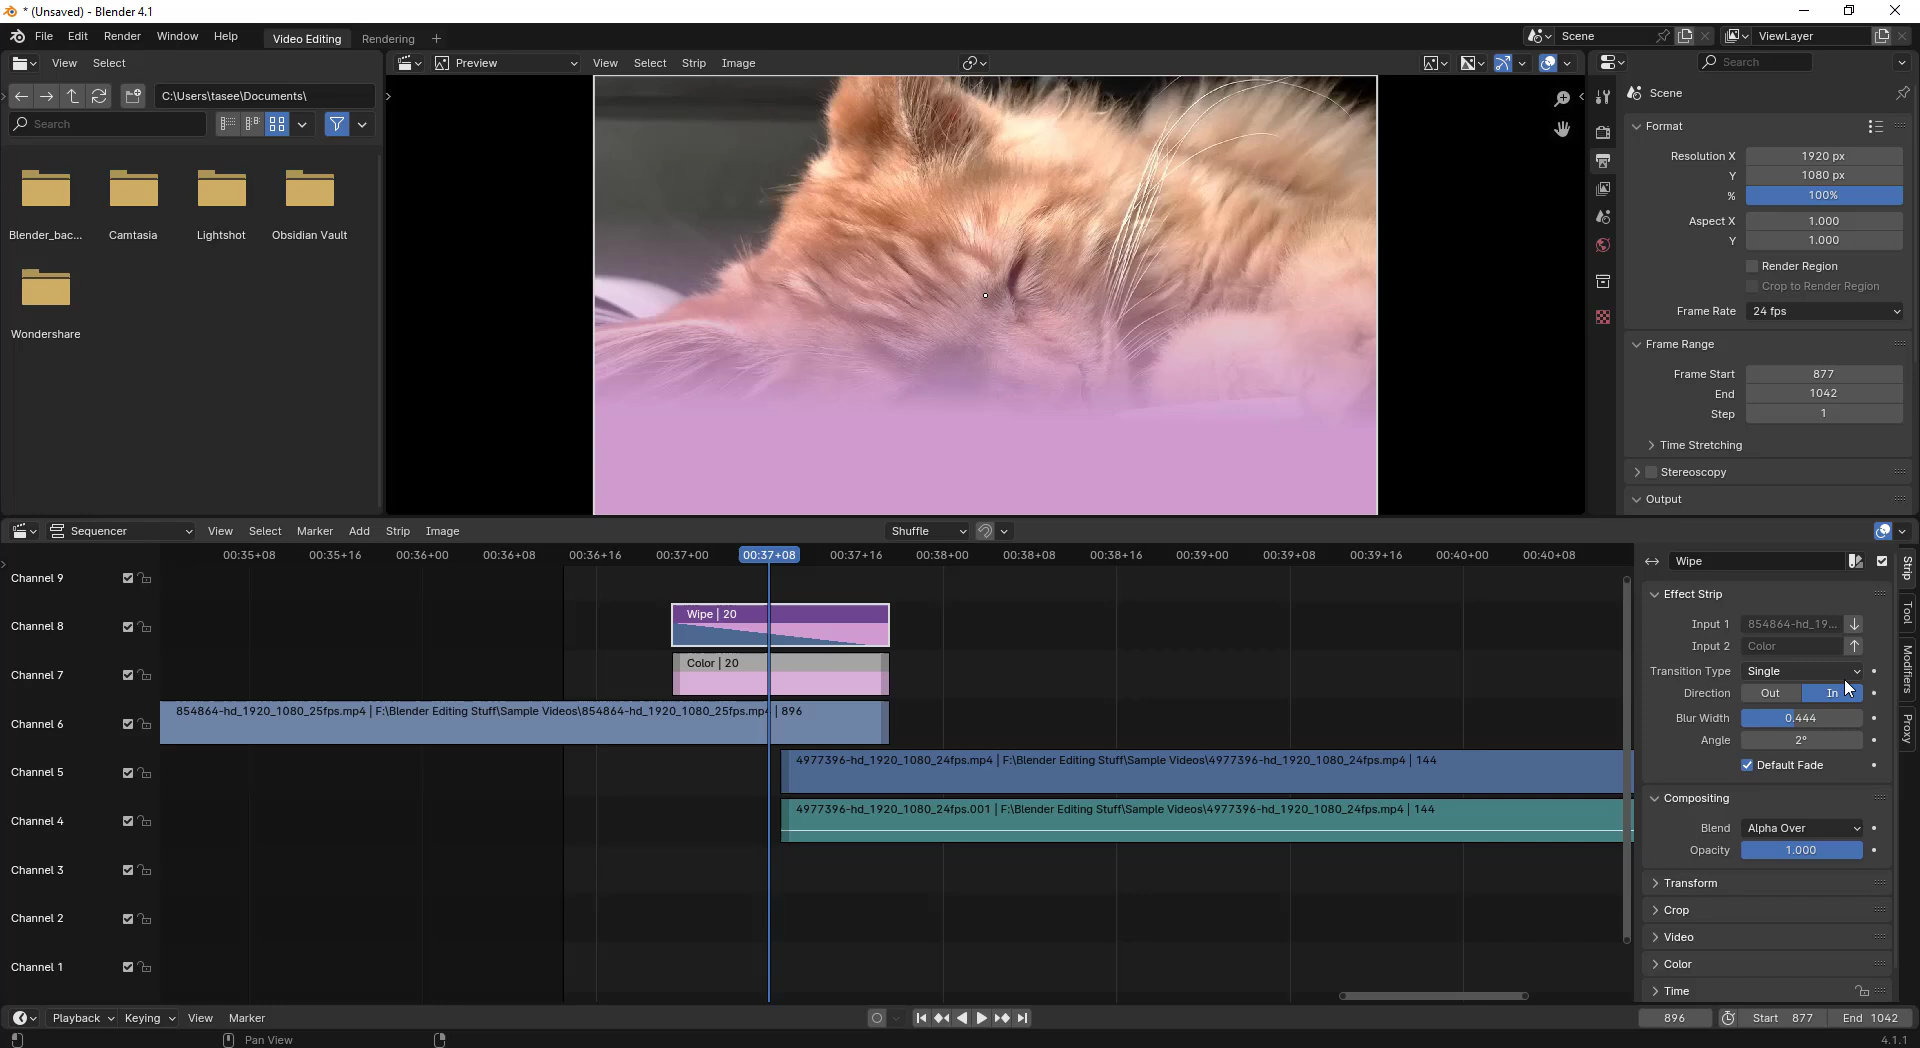 * (Unsaved) - Blender 4.1
File Edit Render Window Help Video Editing Rendering + Scene ViewLayer
View Select Preview View Select Strip Image Search
C:\Users\tasee\Documents\ Scene
Search
Format
Resolution X 1920 px
Y 1080 px
% 100%
Blender_bac... Camtasia Lightshot Obsidian Vault
Aspect X 1.000
Y 1.000
Render Region
Crop to Render Region
Frame Rate 24 fps
Wondershare
Frame Range
Frame Start 877
End 1042
Step 1
Time Stretching
Stereoscopy
Output
Sequencer View Select Marker Add Strip Image Shuffle
00:35+08 00:35+16 00:36+00 00:36+08 00:36+16 00:37+00 00:37+08 00:37+16 00:38+00 00:38+08 00:38+16 00:39+00 00:39+08 00:39+16 00:40+00 00:40+08
Channel 9
Channel 8 Wipe | 20
Channel 7 Color | 20
Channel 6 854864-hd_1920_1080_25fps.mp4 | F:\Blender Editing Stuff\Sample Videos\854864-hd_1920_1080_25fps.mp4 | 896
Channel 5 4977396-hd_1920_1080_24fps.mp4 | F:\Blender Editing Stuff\Sample Videos\4977396-hd_1920_1080_24fps.mp4 | 144
Channel 4 4977396-hd_1920_1080_24fps.001 | F:\Blender Editing Stuff\Sample Videos\4977396-hd_1920_1080_24fps.mp4 | 144
Channel 3
Channel 2
Channel 1
Wipe
Effect Strip
Input 1 854864-hd_19...
Input 2 Color
Transition Type Single
Direction Out In
Blur Width 0.444
Angle 2°
Default Fade
Compositing
Blend Alpha Over
Opacity 1.000
Transform
Crop
Video
Color
Time
Strip
Tool
Modifiers
Proxy
Playback Keying View Marker 896 Start 877 End 1042
Pan View 4.1.1